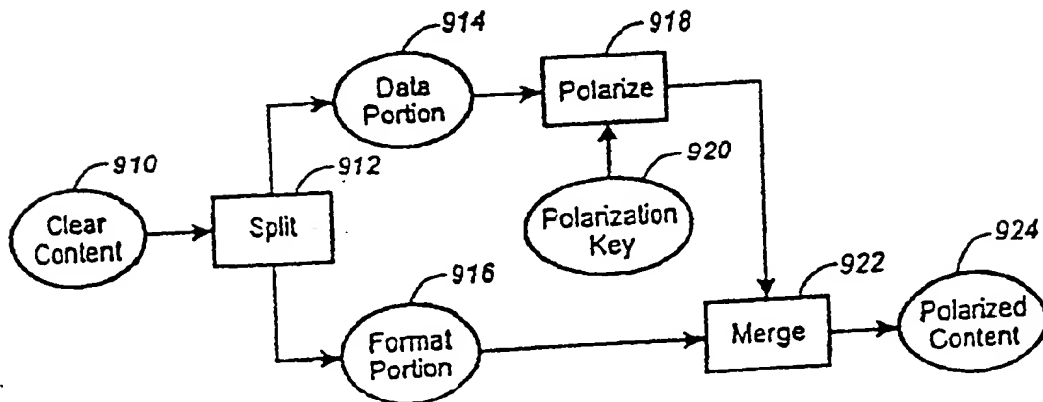 914
918
Data
Portion
Polarize
910
912
920
Clear
Content
Split
Polarization
Key
924
916
922
Polarized
Content
Format
Portion
Merge